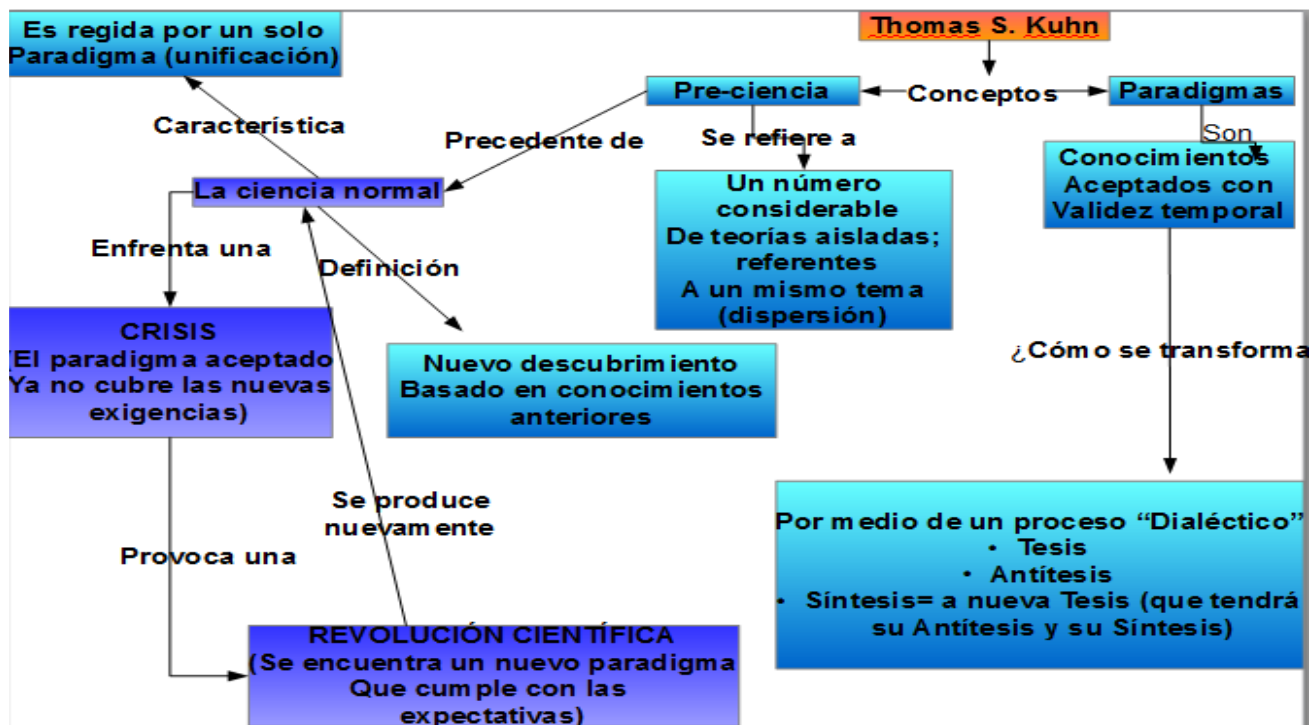 Thomas S. Kuhn
Conceptos
Pre-ciencia
Paradigmas
Son
Conocimientos
Aceptados con
Validez temporal
¿Cómo se transforma
Por medio de un proceso “Dialéctico”
• Tesis
• Antítesis
• Síntesis= a nueva Tesis (que tendrá
su Antítesis y su Síntesis)
Se refiere a
Un número
considerable
De teorías aisladas;
referentes
A un mismo tema
(dispersión)
Precedente de
La ciencia normal
Característica
Es regida por un solo
Paradigma (unificación)
Definición
Nuevo descubrimiento
Basado en conocimientos
anteriores
Enfrenta una
CRISIS
(El paradigma aceptado
Ya no cubre las nuevas
exigencias)
Provoca una
REVOLUCIÓN CIENTÍFICA
(Se encuentra un nuevo paradigma
Que cumple con las
expectativas)
Se produce
nuevamente